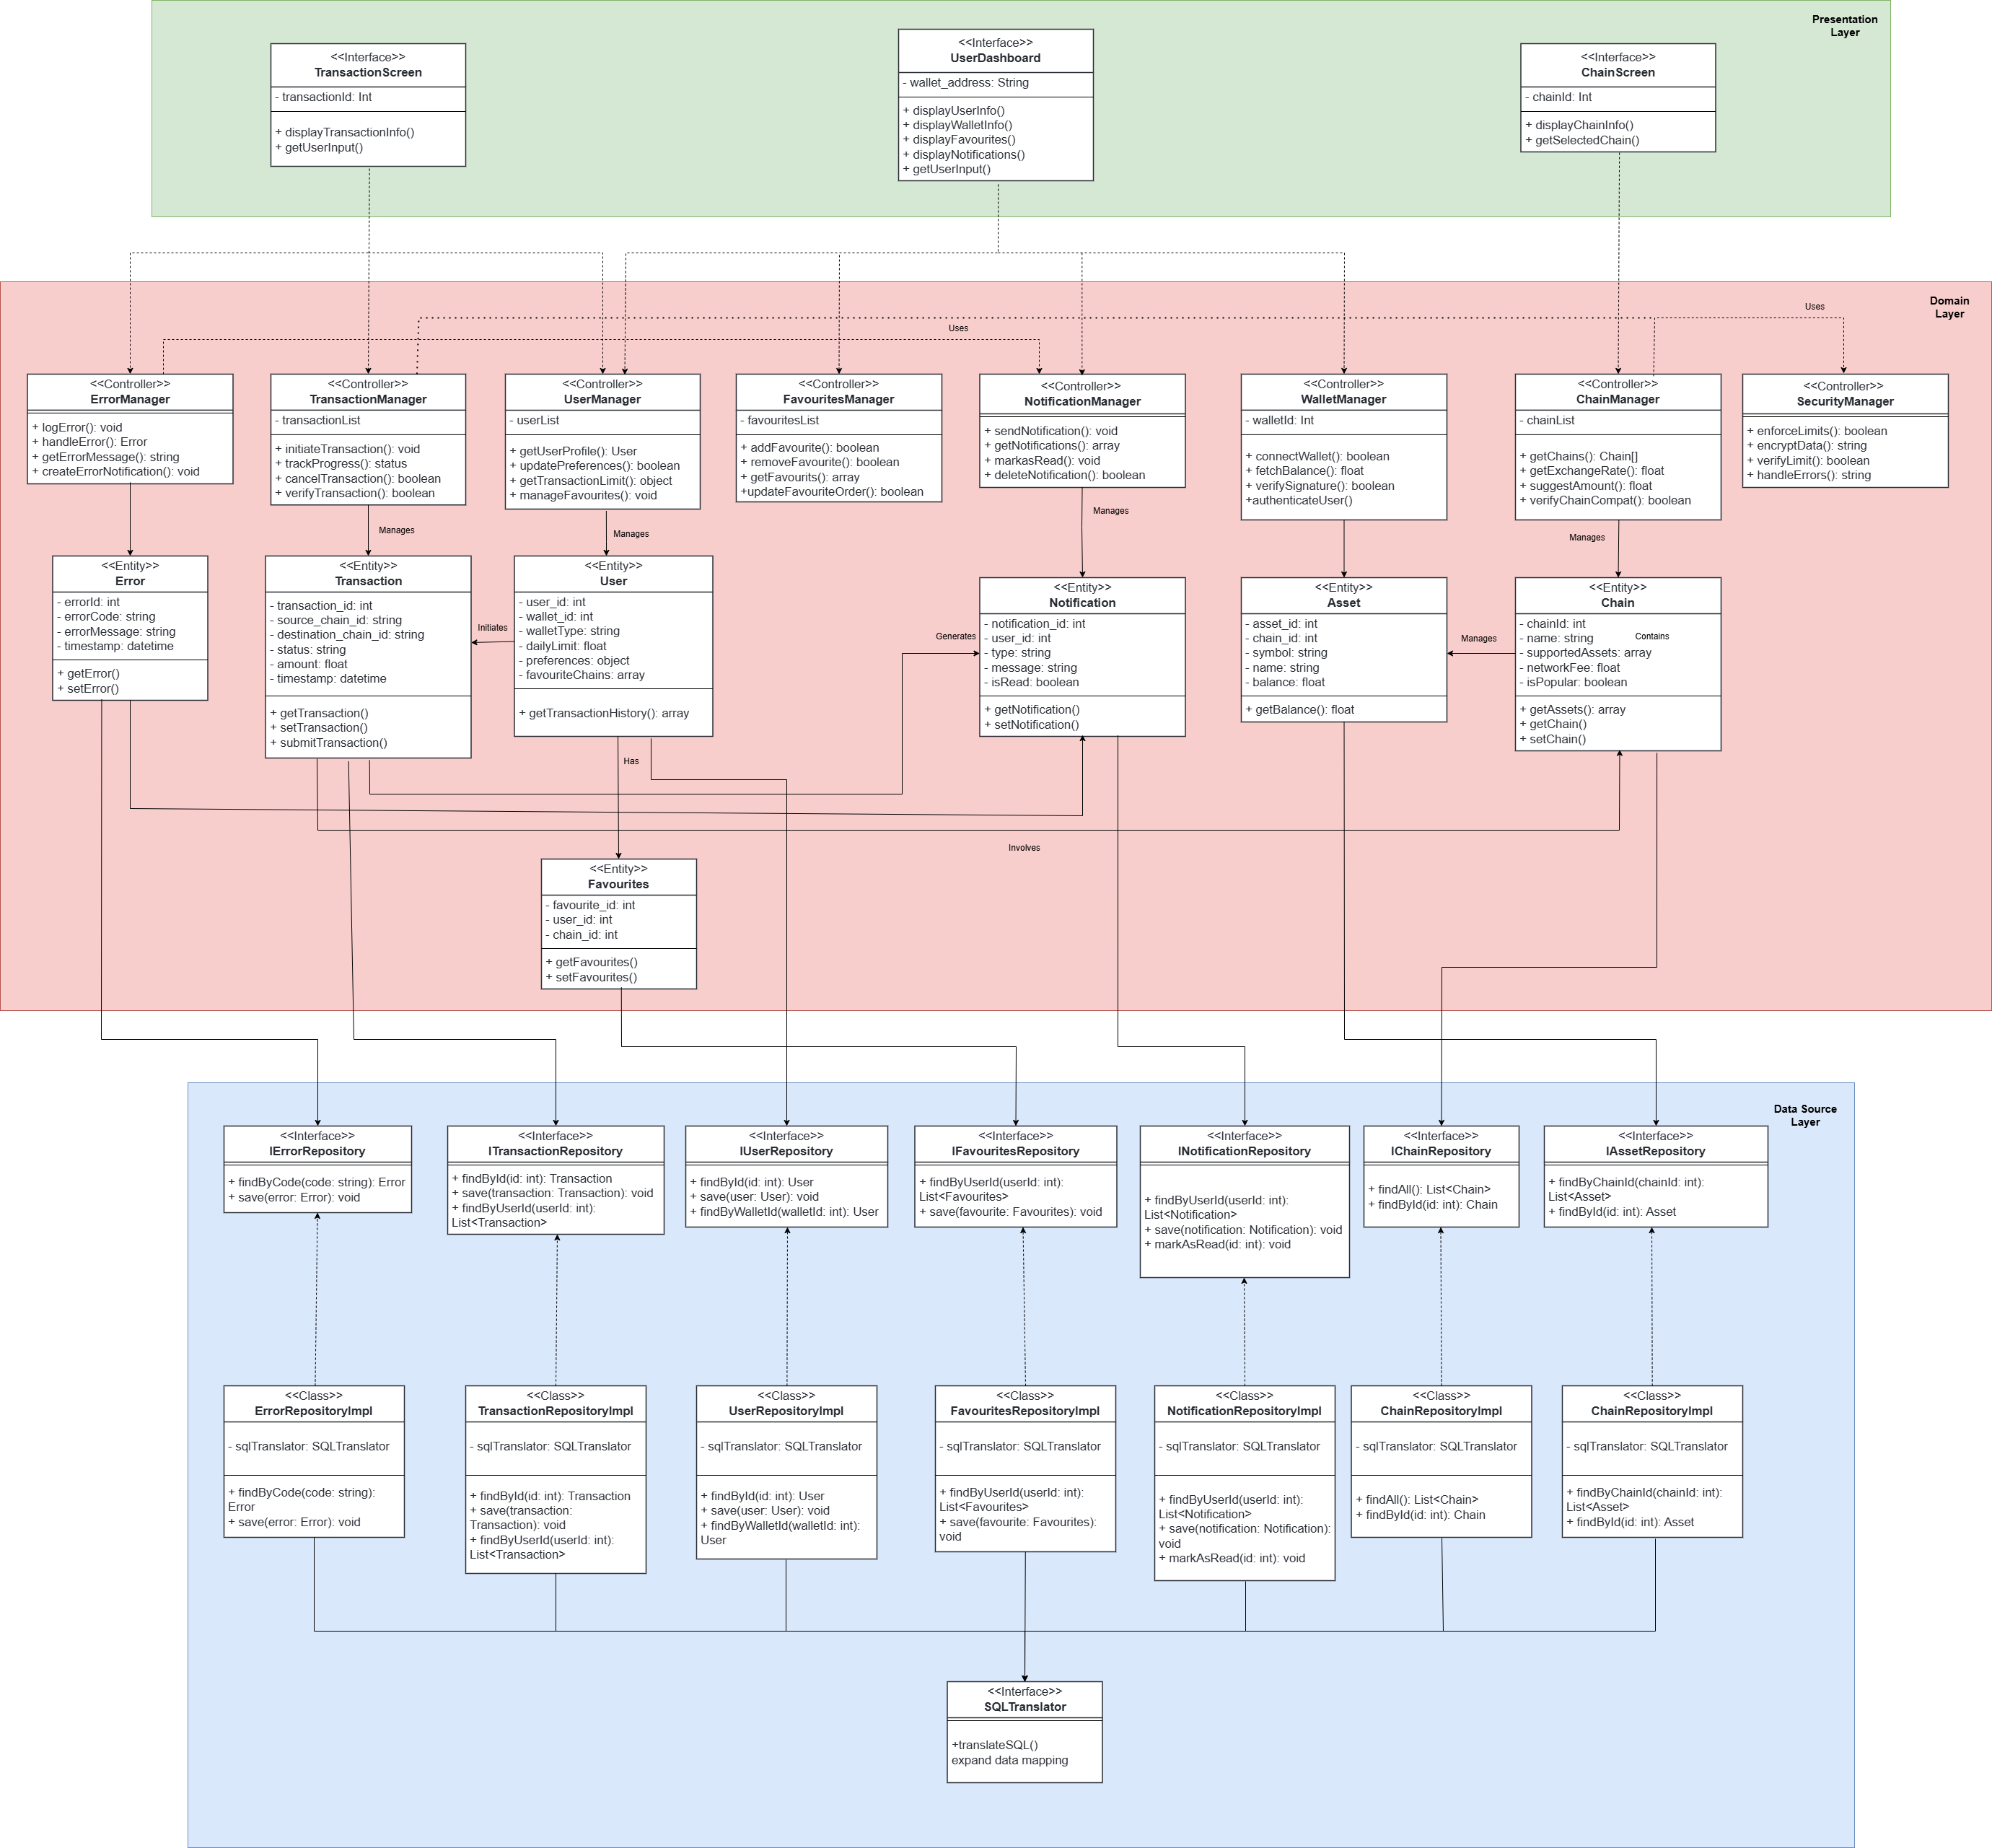 Presentation
Layer
<<Interface>>
TransactionScreen
- transactionId: Int
+ displayTransactionInfo()
+ getUserInput()
<<Interface>>
UserDashboard
- wallet_address: String
+ displayUserInfo()
+ displayWalletInfo()
+ displayFavourites()
+ displayNotifications()
+ getUserInput()
<<Interface>>
ChainScreen
- chainId: Int
+ displayChainInfo()
+ getSelectedChain()
Domain
Layer
Uses
Uses
<<Controller>>
ErrorManager
+ logError(): void
+ handleError(): Error
+ getErrorMessage(): string
+ createErrorNotification(): void
<<Controller>>
TransactionManager
- transactionList
+ initiateTransaction(): void
+ trackProgress(): status
+ cancelTransaction(): boolean
+ verifyTransaction(): boolean
<<Controller>>
UserManager
- userList
+ getUserProfile(): User
+ updatePreferences(): boolean
+ getTransactionLimit(): object
+ manageFavourites(): void
<<Controller>>
FavouritesManager
- favouritesList
+ addFavourite(): boolean
+ removeFavourite(): boolean
+ getFavourits(): array
+updateFavouriteOrder(): boolean
<<Controller>>
NotificationManager
+ sendNotification(): void
+ getNotifications(): array
+ markasRead(): void
+ deleteNotification(): boolean
<<Controller>>
WalletManager
- walletId: Int
+ connectWallet(): boolean
+ fetchBalance(): float
+ verifySignature(): boolean
+authenticateUser()
<<Controller>>
ChainManager
- chainList
+ getChains(): Chain[]
+ getExchangeRate(): float
+ suggestAmount(): float
+ verifyChainCompat(): boolean
<<Controller>>
SecurityManager
+ enforceLimits(): boolean
+ encryptData(): string
+ verifyLimit(): boolean
+ handleErrors(): string
Manages
Manages
Manages
Manages
<<Entity>>
Error
- errorId: int
- errorCode: string
- errorMessage: string
- timestamp: datetime
+ getError()
+ setError()
<<Entity>>
Transaction
- transaction_id: int
- source_chain_id: string
- destination_chain_id: string
- status: string
- amount: float
- timestamp: datetime
+ getTransaction()
+ setTransaction()
+ submitTransaction()
Initiates
<<Entity>>
User
- user_id: int
- wallet_id: int
- walletType: string
- dailyLimit: float
- preferences: object
- favouriteChains: array
+ getTransactionHistory(): array
Generates
<<Entity>>
Notification
- notification_id: int
- user_id: int
- type: string
- message: string
- isRead: boolean
+ getNotification()
+ setNotification()
<<Entity>>
Asset
- asset_id: int
- chain_id: int
- symbol: string
- name: string
- balance: float
+ getBalance(): float
Manages
<<Entity>>
Chain
- chainId: int
- name: string
Contains
- supportedAssets: array
- networkFee: float
- isPopular: boolean
+ getAssets(): array
+ getChain()
+ setChain()
Has
Involves
<<Entity>>
Favourites
- favourite_id: int
- user_id: int
- chain_id: int
+ getFavourites()
+ setFavourites()
Data Source
Layer
<<Interface>>
IErrorRepository
+ findByCode(code: string): Error
+ save(error: Error): void
<<Interface>>
ITransactionRepository
+ findById(id: int): Transaction
+ save(transaction: Transaction): void
+ findByUserId(userId: int):
List<Transaction>
<<Interface>>
IUserRepository
+ findById(id: int): User
+ save(user: User): void
+ findByWalletId(walletId: int): User
<<Interface>>
IFavouritesRepository
+ findByUserId(userId: int):
List<Favourites>
+ save(favourite: Favourites): void
<<Interface>>
INotificationRepository
+ findByUserId(userId: int):
List<Notification>
+ save(notification: Notification): void
+ markAsRead(id: int): void
<<Interface>>
IChainRepository
+ findAll(): List<Chain>
+ findById(id: int): Chain
<<Interface>>
IAssetRepository
+ findByChainId(chainId: int):
List<Asset>
+ findById(id: int): Asset
<<Class>>
ErrorRepositoryImpl
- sqlTranslator: SQLTranslator
+ findByCode(code: string):
Error
+ save(error: Error): void
<<Class>>
TransactionRepositoryImpl
- sqlTranslator: SQLTranslator
+ findById(id: int): Transaction
+ save(transaction:
Transaction): void
+ findByUserId(userId: int):
List<Transaction>
<<Class>>
UserRepositoryImpl
- sqlTranslator: SQLTranslator
+ findById(id: int): User
+ save(user: User): void
+ findByWalletId(walletId: int):
User
<<Class>>
FavouritesRepositoryImpl
- sqlTranslator: SQLTranslator
+ findByUserId(userId: int):
List<Favourites>
+ save(favourite: Favourites):
void
<<Class>>
NotificationRepositoryImpl
- sqlTranslator: SQLTranslator
+ findByUserId(userId: int):
List<Notification>
+ save(notification: Notification):
void
+ markAsRead(id: int): void
<<Class>>
ChainRepositoryImpl
- sqlTranslator: SQLTranslator
+ findAll(): List<Chain>
+ findById(id: int): Chain
<<Class>>
ChainRepositoryImpl
- sqlTranslator: SQLTranslator
+ findByChainId(chainId: int):
List<Asset>
+ findById(id: int): Asset
<<Interface>>
SQLTranslator
+translateSQL()
expand data mapping